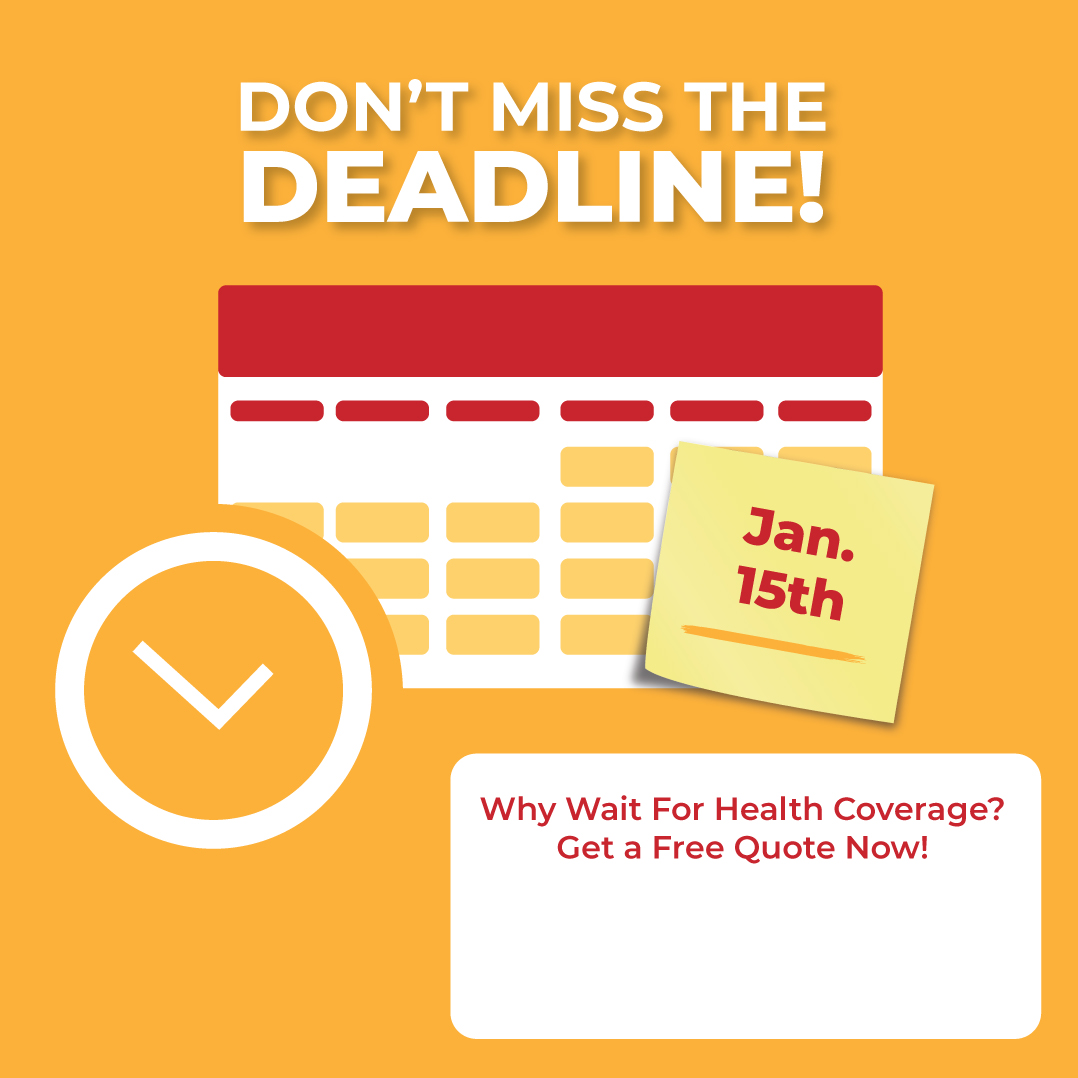 DON'T MISS THE
DEADLINE!
Jan.
15th
Why Wait For Health Coverage?
Get a Free Quote Now!